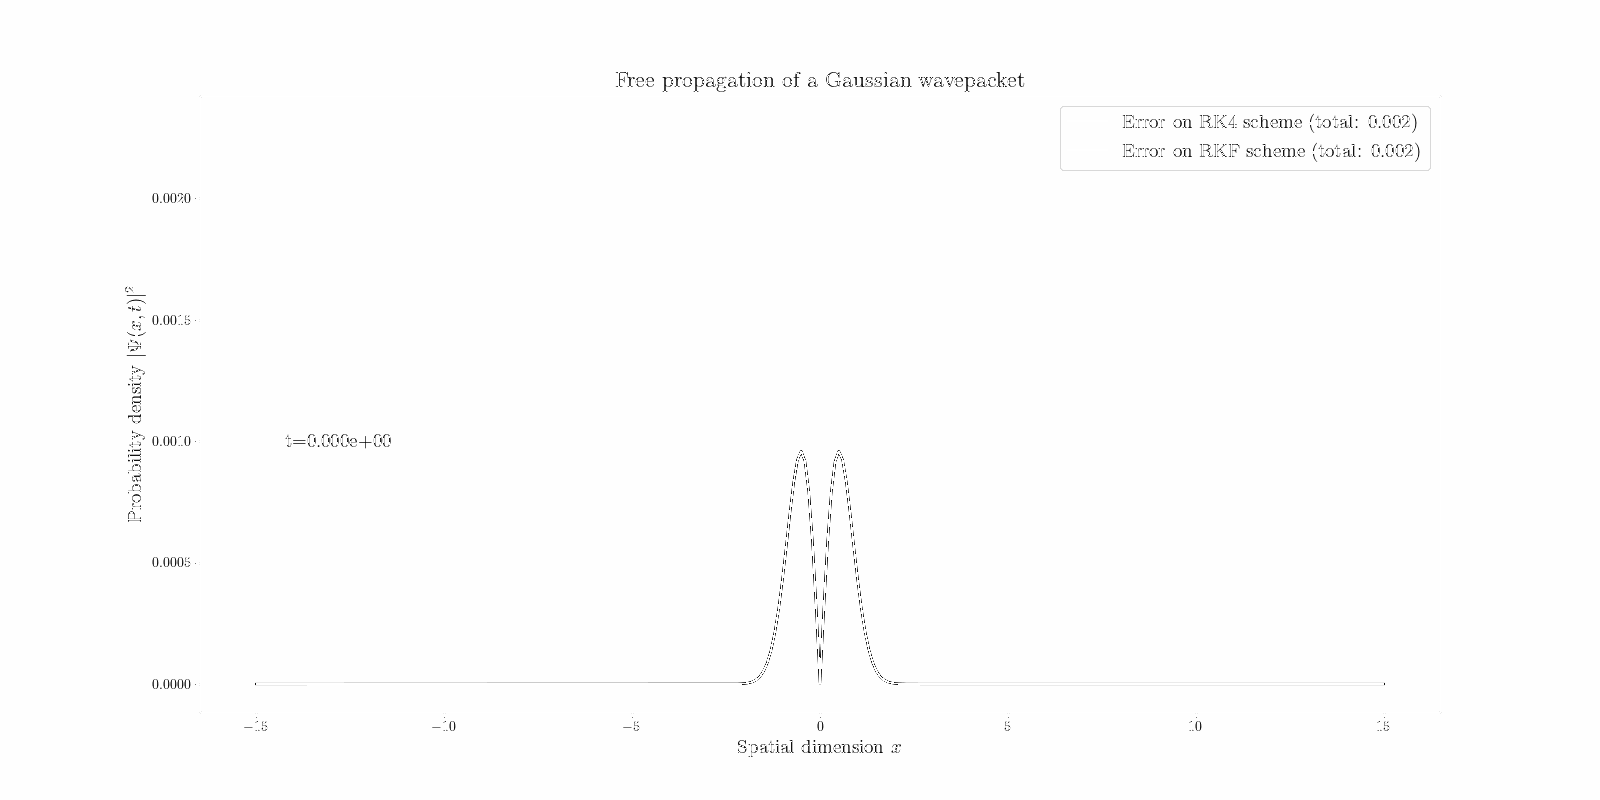 Free propagation of a Gaussian wavepacket
Error on RK4 scheme (total: 0.002)
Error on RKF scheme (total: 0.002)
0.0020
0.0015
0.0010
0.0005
0.0000
Probability density |Ψ(x, t)|²
t=0.000e+00
−15
−10
−5
0
5
10
15
Spatial dimension x